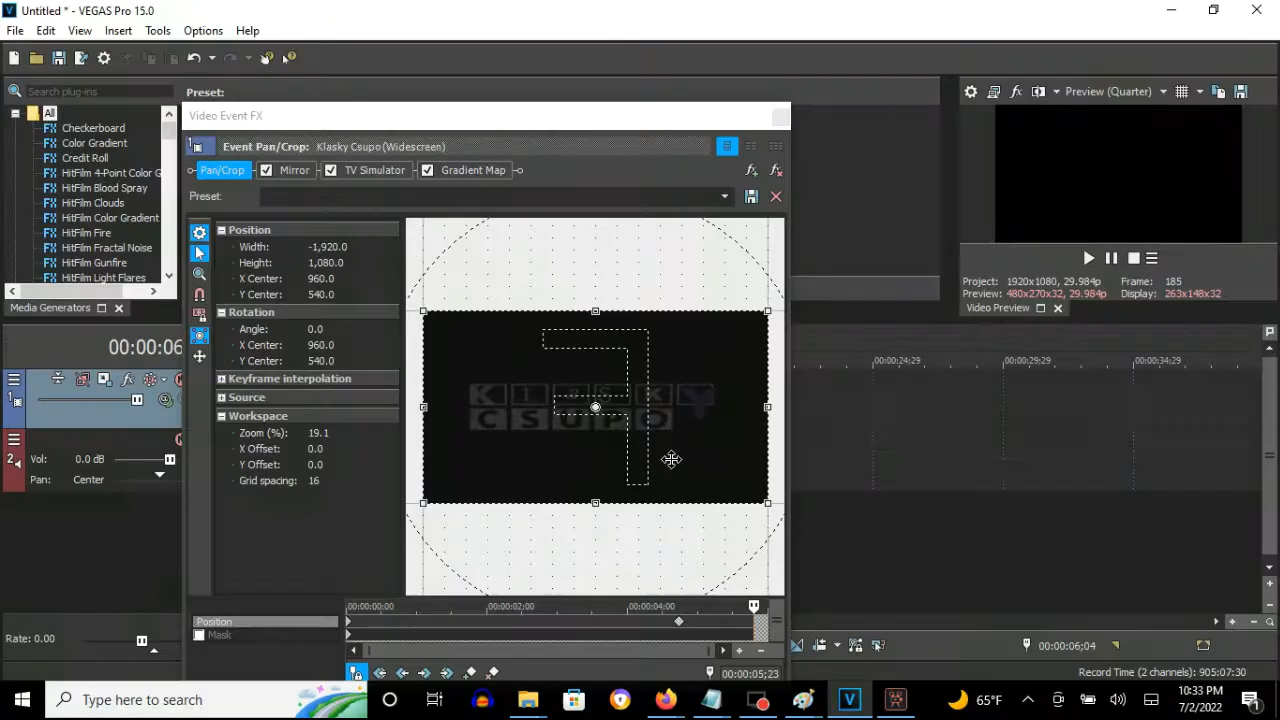 Untitled * - VEGAS Pro 15.0
File Edit View Insert Tools Options Help
Search plug-ins
Preset:
All
Checkerboard
Color Gradient
Credit Roll
HitFilm 4-Point Color G
HitFilm Blood Spray
HitFilm Clouds
HitFilm Color Gradient
HitFilm Fire
HitFilm Fractal Noise
HitFilm Gunfire
HitFilm Light Flares
Media Generators
Video Event FX
Event Pan/Crop: Klasky Csupo (Widescreen)
Pan/Crop Mirror TV Simulator Gradient Map
Preset:
Position
Width: -1,920.0
Height: 1,080.0
X Center: 960.0
Y Center: 540.0
Rotation
Angle: 0.0
X Center: 960.0
Y Center: 540.0
Keyframe interpolation
Source
Workspace
Zoom (%): 19.1
X Offset: 0.0
Y Offset: 0.0
Grid spacing: 16
K l a s K Y
C S U P O
00:00:00:00 00:00:02:00 00:00:04:00
Position
Mask
00:00:05;23
Preview (Quarter)
Project: 1920x1080, 29.984p Frame: 185
Preview: 480x270x32, 29.984p Display: 263x148x32
Video Preview
00:00:06
1
2
Vol: 0.0 dB
Pan: Center
Rate: 0.00
00:00:24;29 00:00:29;29 00:00:34;29
00:00:06;04
Record Time (2 channels): 905:07:30
Type here to search
65°F
10:33 PM
7/2/2022